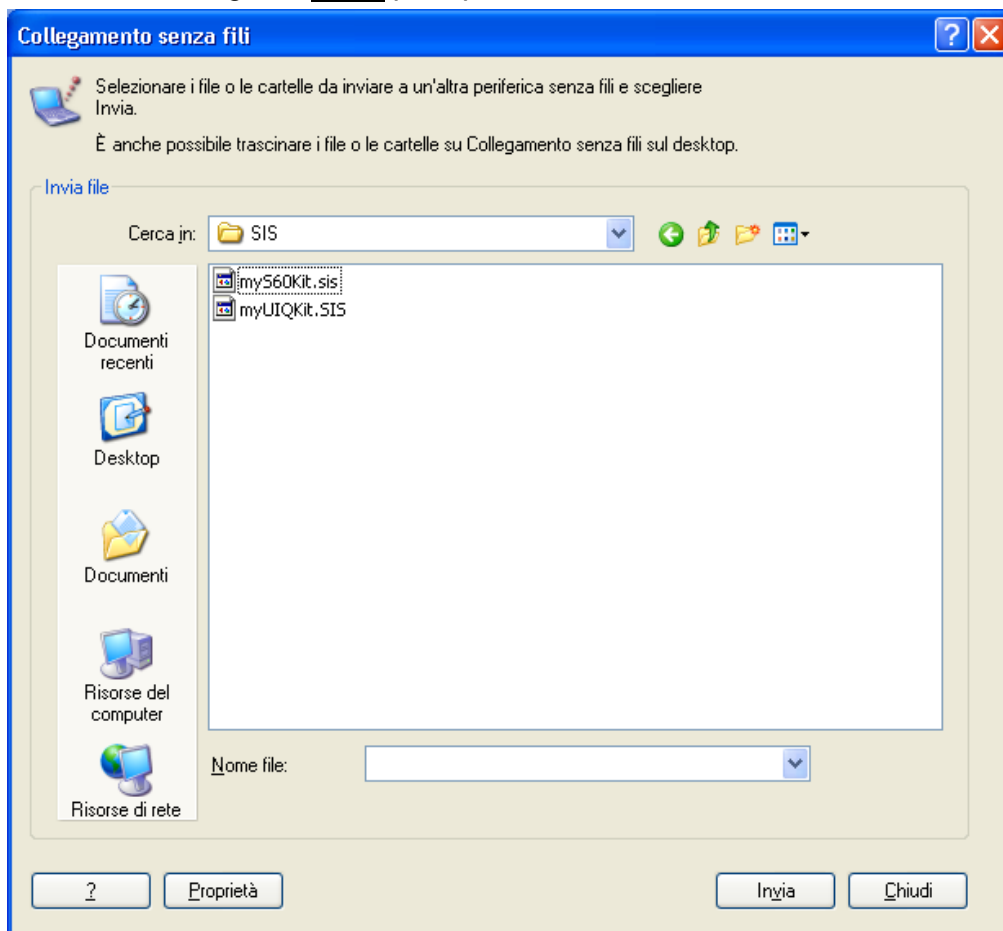 Collegamento senza fili
Selezionare i file o le cartelle da inviare a un'altra periferica senza fili e scegliere
Invia.
È anche possibile trascinare i file o le cartelle su Collegamento senza fili sul desktop.
Invia file
Cerca in:
SIS
myS60Kit.sis
myUIQKit.SIS
Documenti
recenti
Desktop
Documenti
Risorse del
computer
Risorse di rete
Nome file:
?
Proprietà
Invia
Chiudi